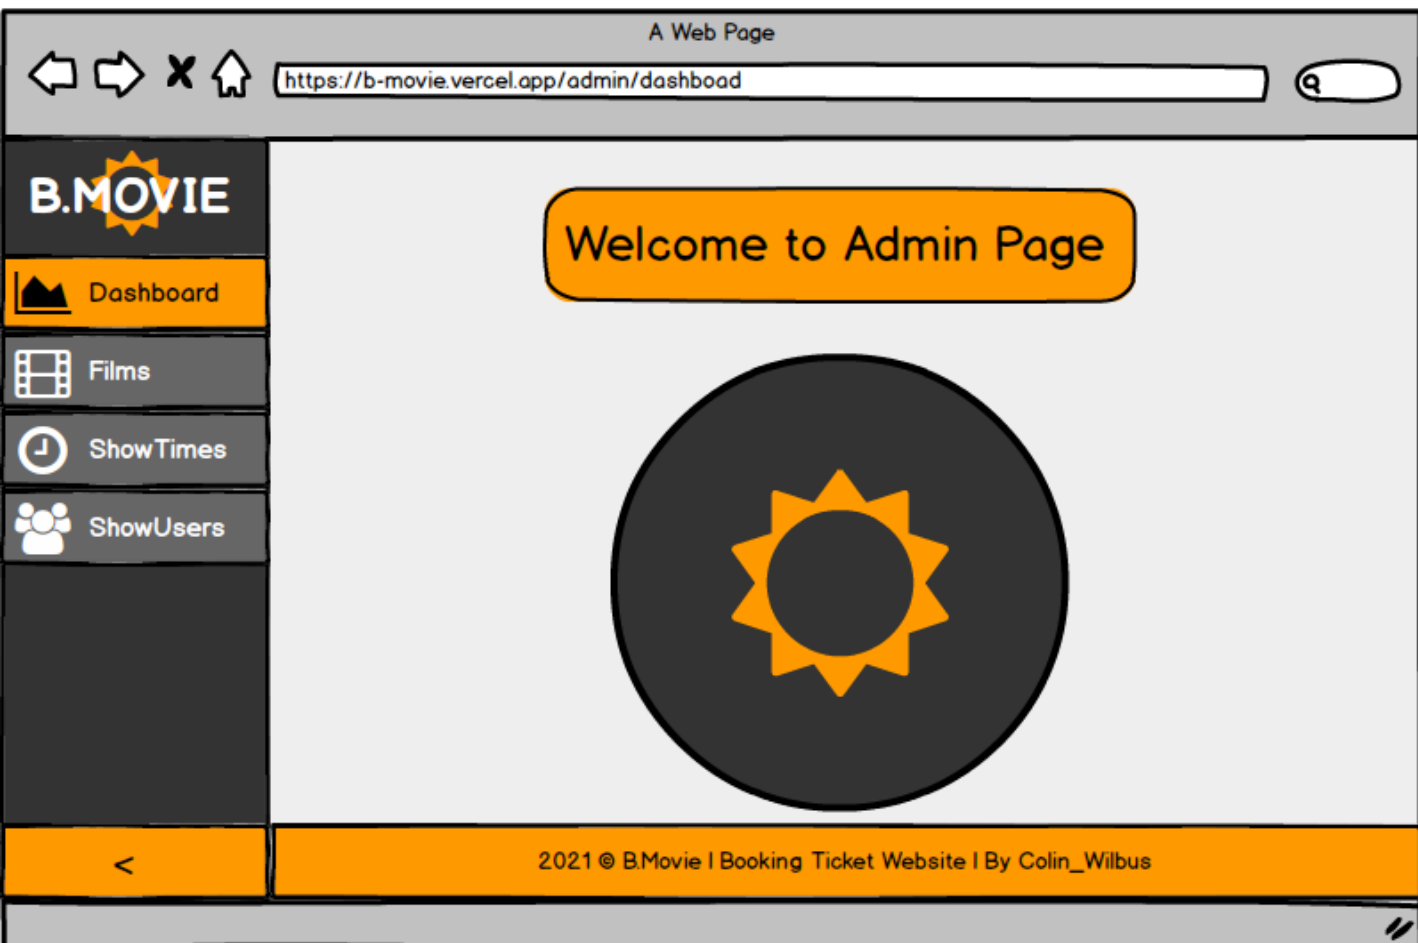 A Web Page
https://b-movie.vercel.app/admin/dashboad
B.MOVIE
Welcome to Admin Page
Dashboard
Films
ShowTimes
ShowUsers
<
2021 © B.Movie | Booking Ticket Website | By Colin_Wilbus